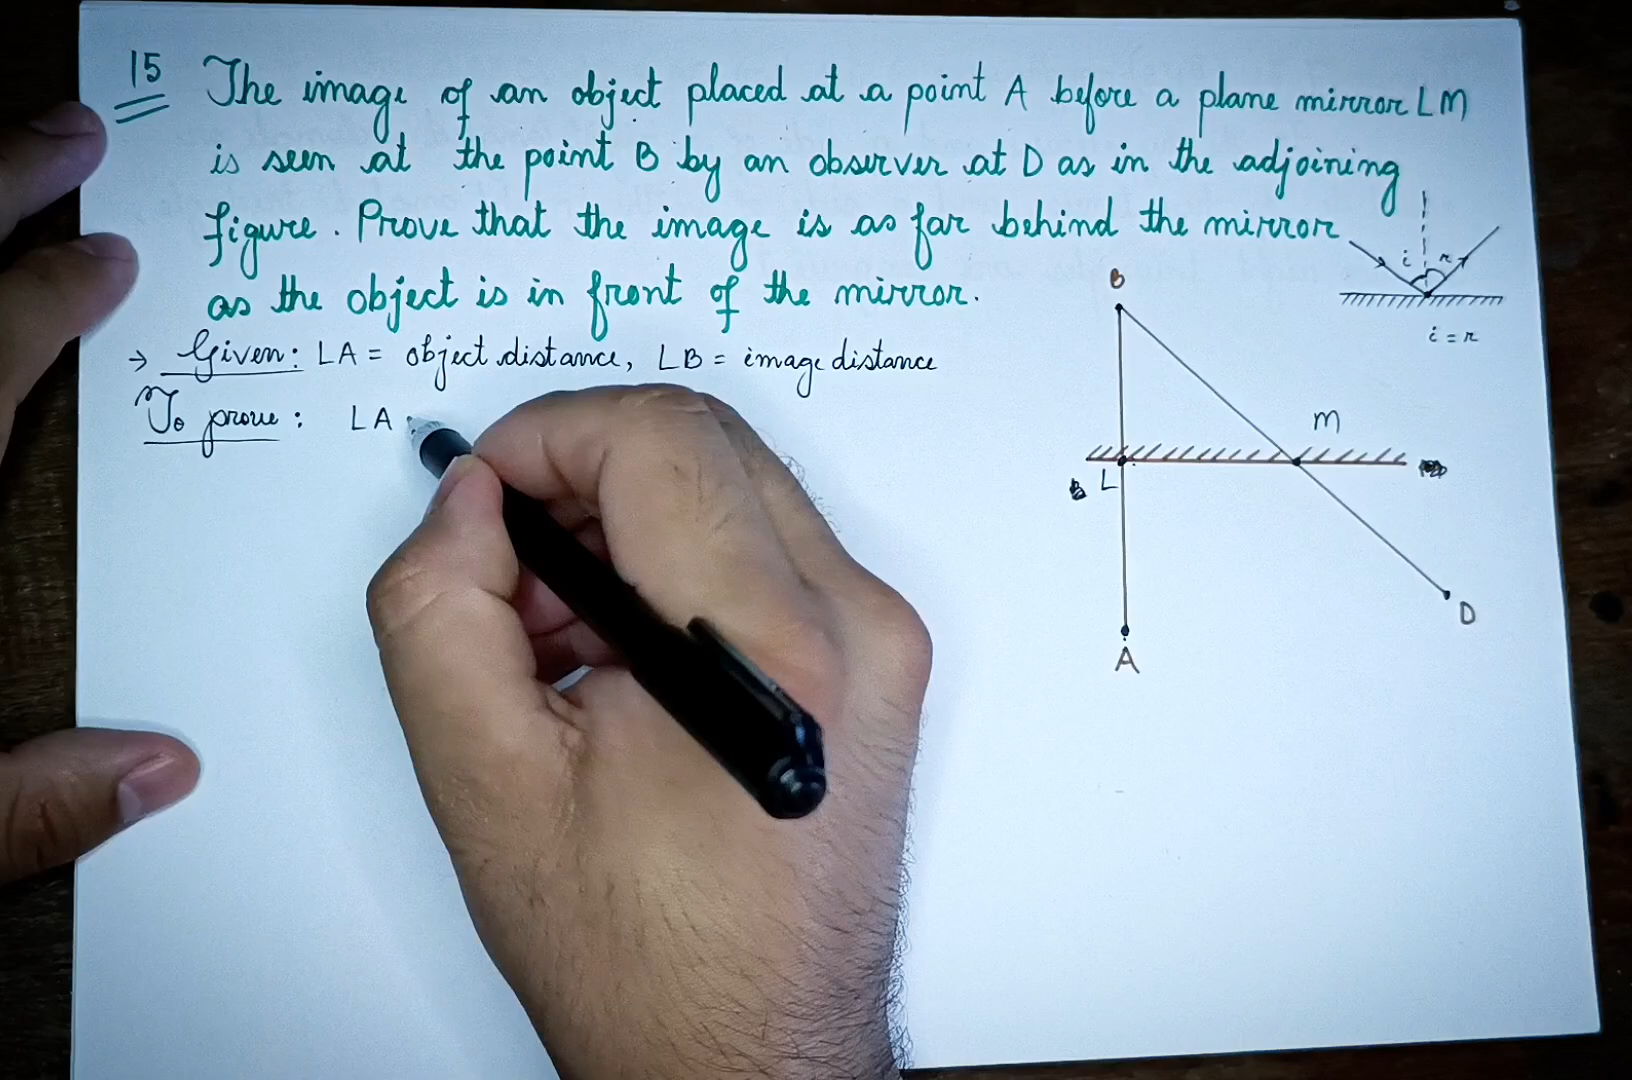 15 The image of an object placed at a point A before a plane mirror LM
is seen at the point B by an observer at D as in the adjoining
figure. Prove that the image is as far behind the mirror
as the object is in front of the mirror.
i r
i = r
→ Given: LA = object distance, LB = image distance
To prove: LA
B
M
L
D
A